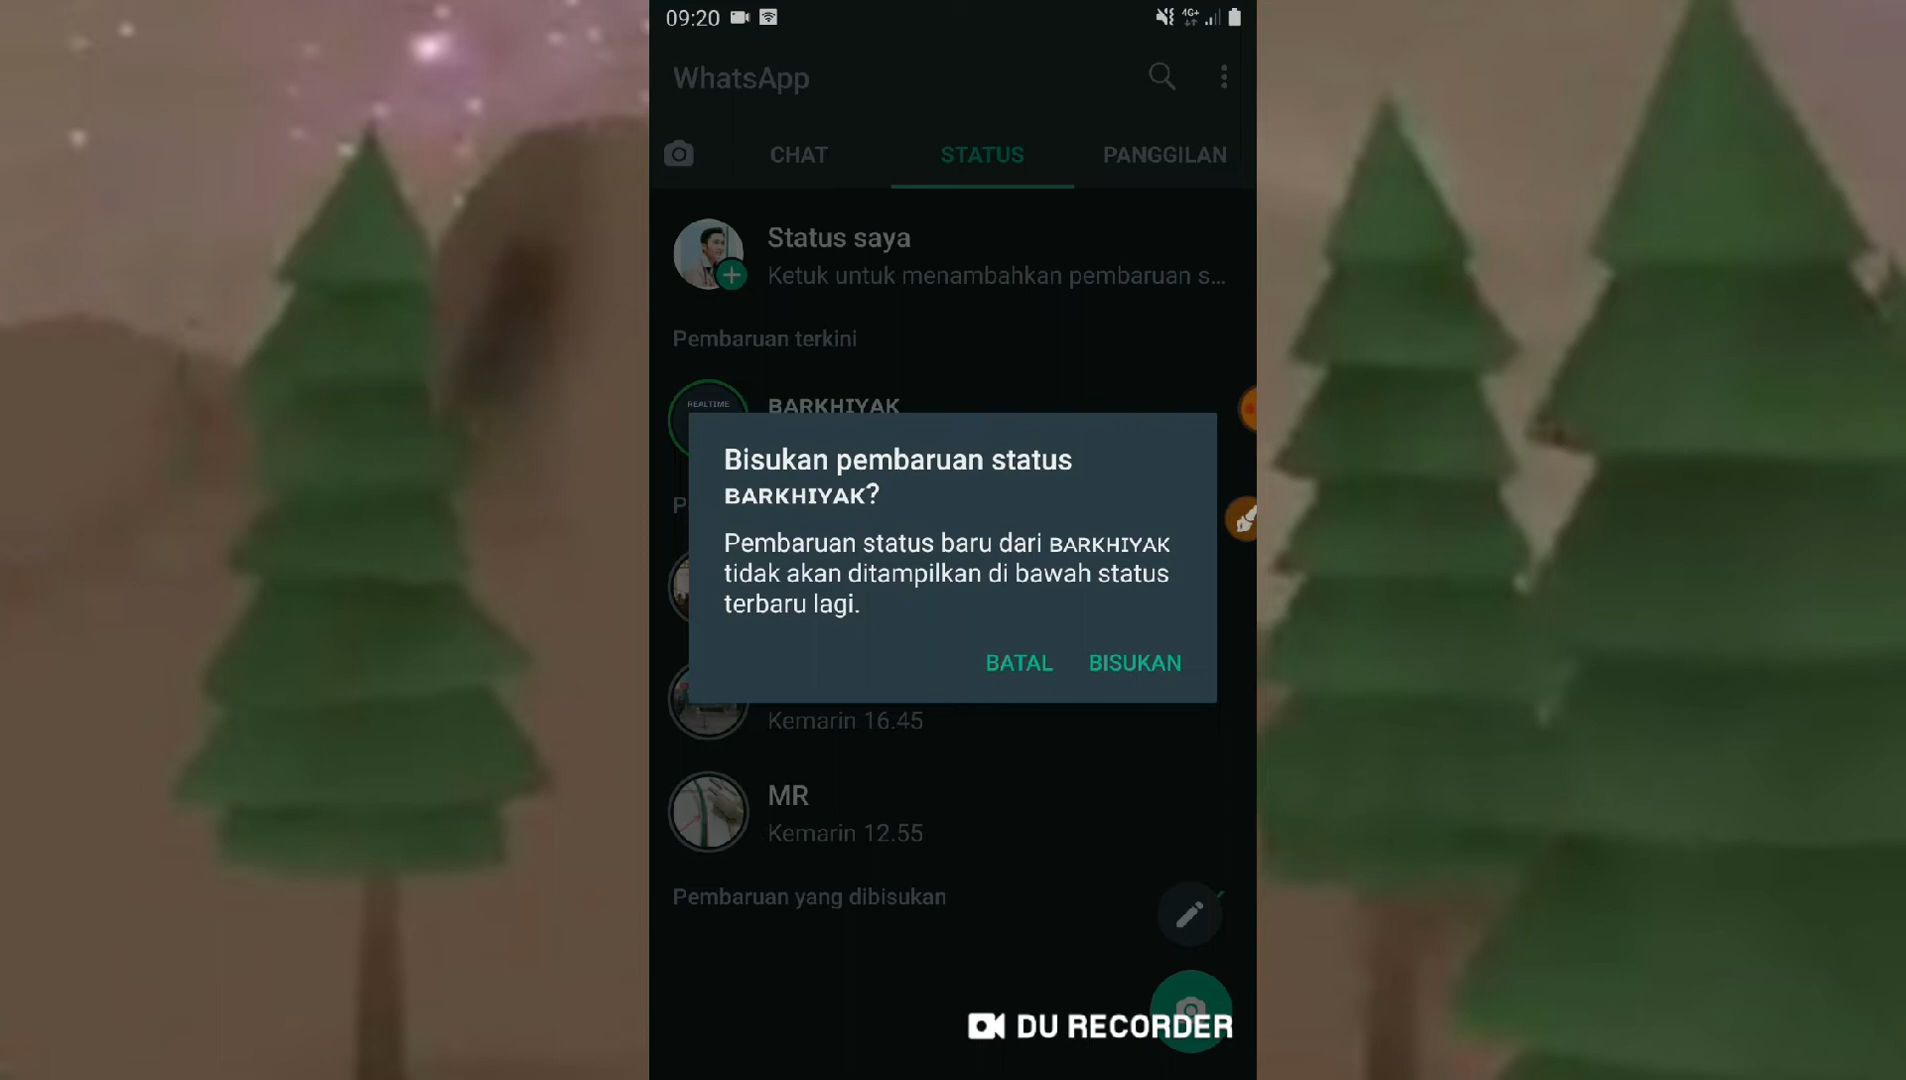 09:20
4G+
WhatsApp
CHAT
STATUS
PANGGILAN
Status saya
Ketuk untuk menambahkan pembaruan s...
Pembaruan terkini
REALTIME
BARKHIYAK
Bisukan pembaruan status
BARKHIYAK?
Pembaruan status baru dari BARKHIYAK
tidak akan ditampilkan di bawah status
terbaru lagi.
BATAL
BISUKAN
Kemarin 16.45
MR
Kemarin 12.55
Pembaruan yang dibisukan
DU RECORDER